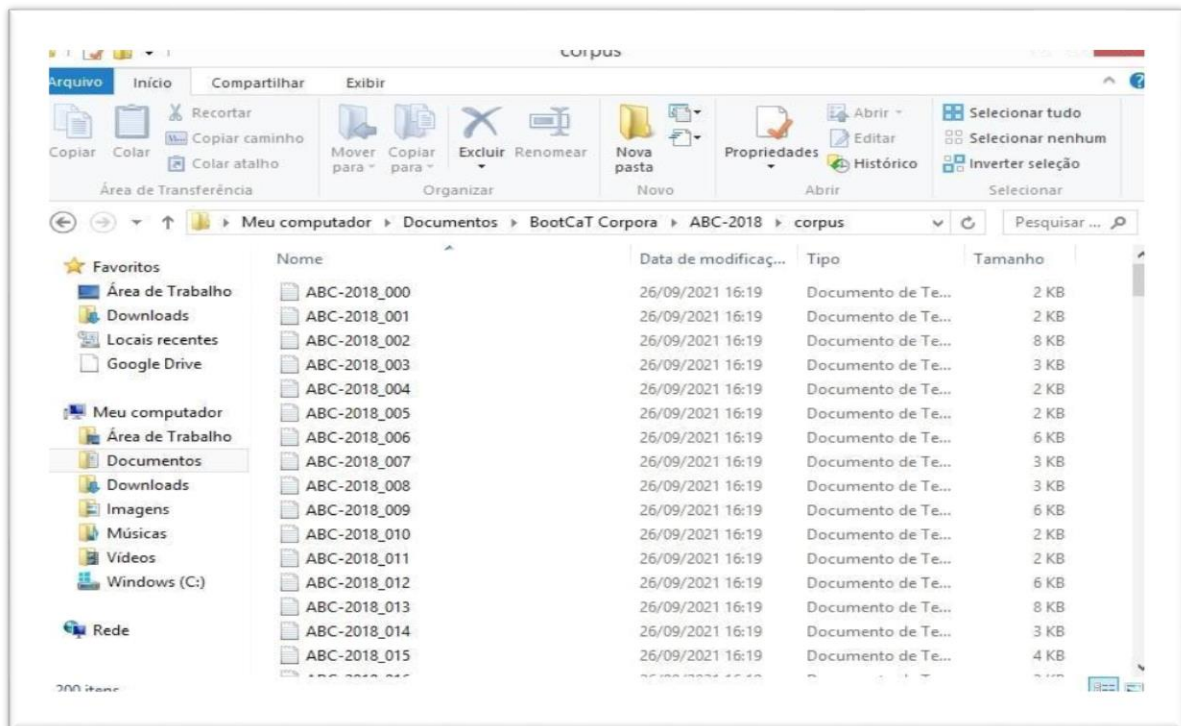 corpus
Arquivo Início Compartilhar Exibir
Copiar
Colar
Recortar
Copiar caminho
Colar atalho
Área de Transferência
Mover para
Copiar para
Excluir
Renomear
Organizar
Nova pasta
Novo
Propriedades
Abrir
Editar
Histórico
Abrir
Selecionar tudo
Selecionar nenhum
Inverter seleção
Selecionar
Meu computador Documentos BootCaT Corpora ABC-2018 corpus
Pesquisar ...
Favoritos
Área de Trabalho
Downloads
Locais recentes
Google Drive
Meu computador
Área de Trabalho
Documentos
Downloads
Imagens
Músicas
Vídeos
Windows (C:)
Rede
Nome Data de modificaç... Tipo Tamanho
ABC-2018_000 26/09/2021 16:19 Documento de Te... 2 KB
ABC-2018_001 26/09/2021 16:19 Documento de Te... 2 KB
ABC-2018_002 26/09/2021 16:19 Documento de Te... 8 KB
ABC-2018_003 26/09/2021 16:19 Documento de Te... 3 KB
ABC-2018_004 26/09/2021 16:19 Documento de Te... 2 KB
ABC-2018_005 26/09/2021 16:19 Documento de Te... 2 KB
ABC-2018_006 26/09/2021 16:19 Documento de Te... 6 KB
ABC-2018_007 26/09/2021 16:19 Documento de Te... 3 KB
ABC-2018_008 26/09/2021 16:19 Documento de Te... 3 KB
ABC-2018_009 26/09/2021 16:19 Documento de Te... 6 KB
ABC-2018_010 26/09/2021 16:19 Documento de Te... 2 KB
ABC-2018_011 26/09/2021 16:19 Documento de Te... 2 KB
ABC-2018_012 26/09/2021 16:19 Documento de Te... 6 KB
ABC-2018_013 26/09/2021 16:19 Documento de Te... 8 KB
ABC-2018_014 26/09/2021 16:19 Documento de Te... 3 KB
ABC-2018_015 26/09/2021 16:19 Documento de Te... 4 KB
200 itens